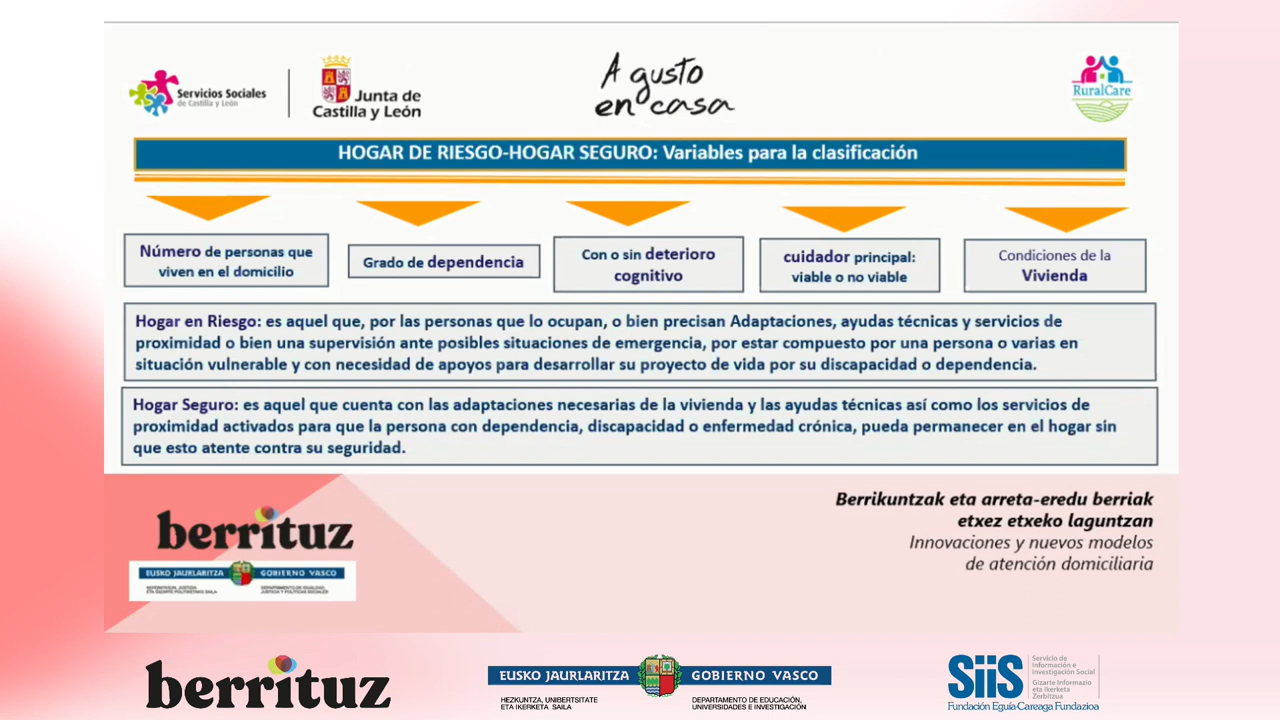 Servicios Sociales
de Castilla y León
Junta de
Castilla y León
A gusto
en casa
RuralCare
HOGAR DE RIESGO-HOGAR SEGURO: Variables para la clasificación
Número de personas que
viven en el domicilio
Grado de dependencia
Con o sin deterioro
cognitivo
cuidador principal:
viable o no viable
Condiciones de la
Vivienda
Hogar en Riesgo: es aquel que, por las personas que lo ocupan, o bien precisan Adaptaciones, ayudas técnicas y servicios de
proximidad o bien una supervisión ante posibles situaciones de emergencia, por estar compuesto por una persona o varias en
situación vulnerable y con necesidad de apoyos para desarrollar su proyecto de vida por su discapacidad o dependencia.
Hogar Seguro: es aquel que cuenta con las adaptaciones necesarias de la vivienda y las ayudas técnicas así como los servicios de
proximidad activados para que la persona con dependencia, discapacidad o enfermedad crónica, pueda permanecer en el hogar sin
que esto atente contra su seguridad.
berrituz
EUSKO JAURLARITZA GOBIERNO VASCO
Berrikuntzak eta arreta-eredu berriak
etxez etxeko laguntzan
Innovaciones y nuevos modelos
de atención domiciliaria
berrituz
EUSKO JAURLARITZA GOBIERNO VASCO
HEZKUNTZA, UNIBERTSITATE
ETA IKERKETA SAILA
DEPARTAMENTO DE EDUCACIÓN,
UNIVERSIDADES E INVESTIGACIÓN
SiiS
Servicio de
Información e
Investigación Social
Gizarte Informazio
eta Ikerketa
Zerbitzua
Fundación Eguía-Careaga Fundazioa